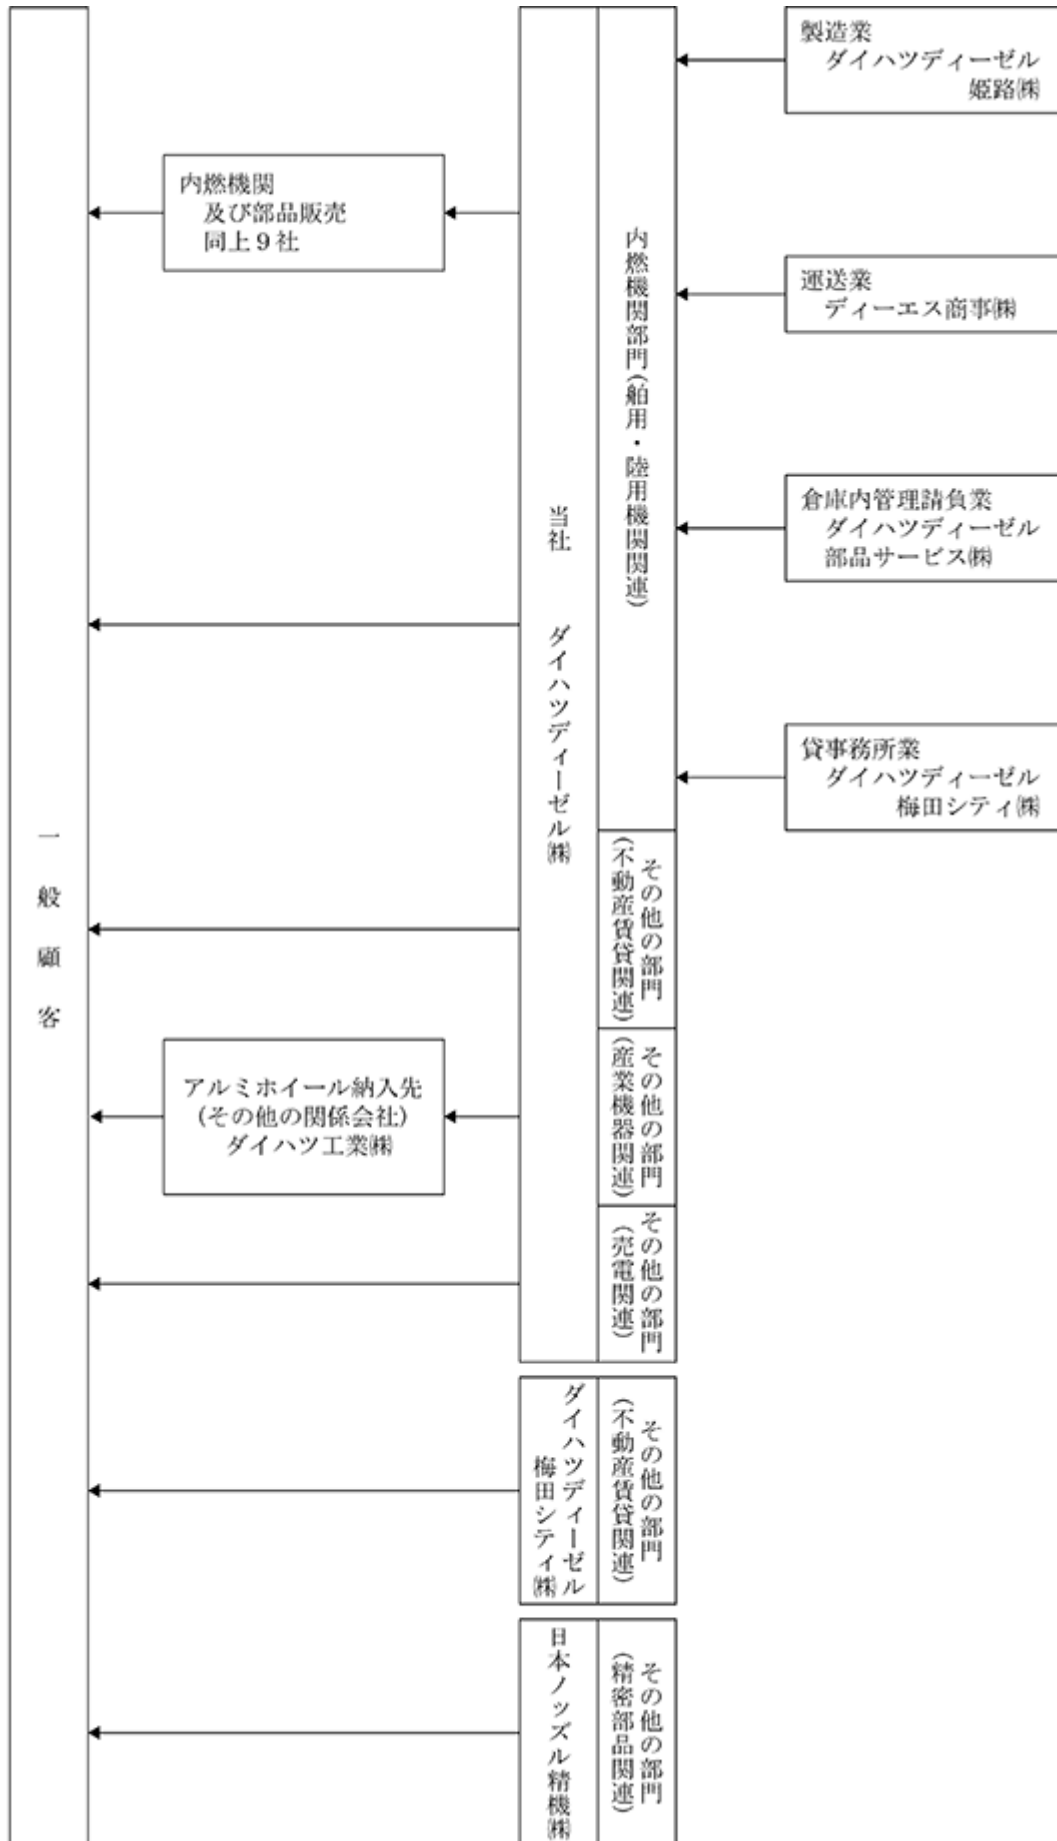 製造業
ダイハツディーゼル
姫路㈱
内燃機関
及び部品販売
同上9社
運送業
ディーエス商事㈱
倉庫内管理請負業
ダイハツディーゼル
部品サービス㈱
貸事務所業
ダイハツディーゼル
梅田シティ㈱
内燃機関部門(舶用・陸用機関関連)
当社　ダイハツディーゼル㈱
一般顧客
その他の部門
(不動産賃貸関連)
その他の部門
(産業機器関連)
アルミホイール納入先
(その他の関係会社)
ダイハツ工業㈱
その他の部門
(売電関連)
その他の部門
(不動産賃貸関連)
ダイハツディーゼル
梅田シティ㈱
その他の部門
(精密部品関連)
日本ノッズル精機㈱